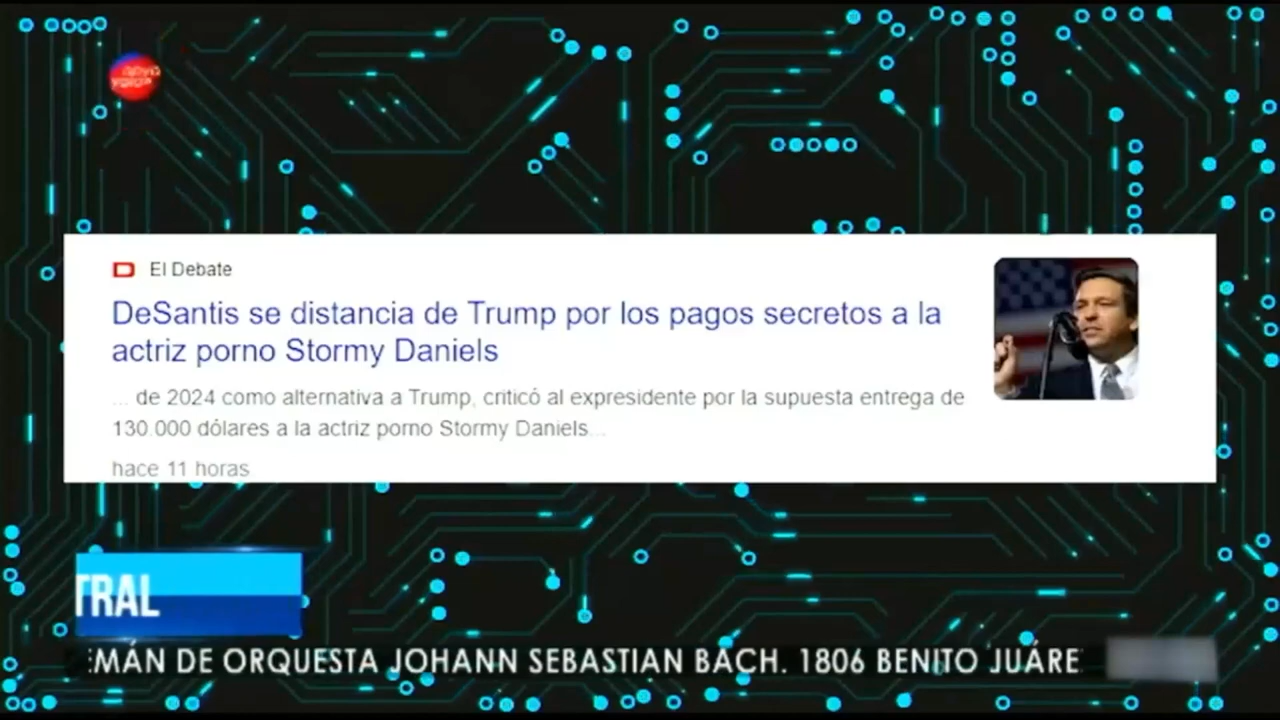 El Debate
DeSantis se distancia de Trump por los pagos secretos a la
actriz porno Stormy Daniels
... de 2024 como alternativa a Trump, criticó al expresidente por la supuesta entrega de
130.000 dólares a la actriz porno Stormy Daniels...
hace 11 horas
TRAL
MÁN DE ORQUESTA JOHANN SEBASTIAN BACH. 1806 BENITO JUÁRE